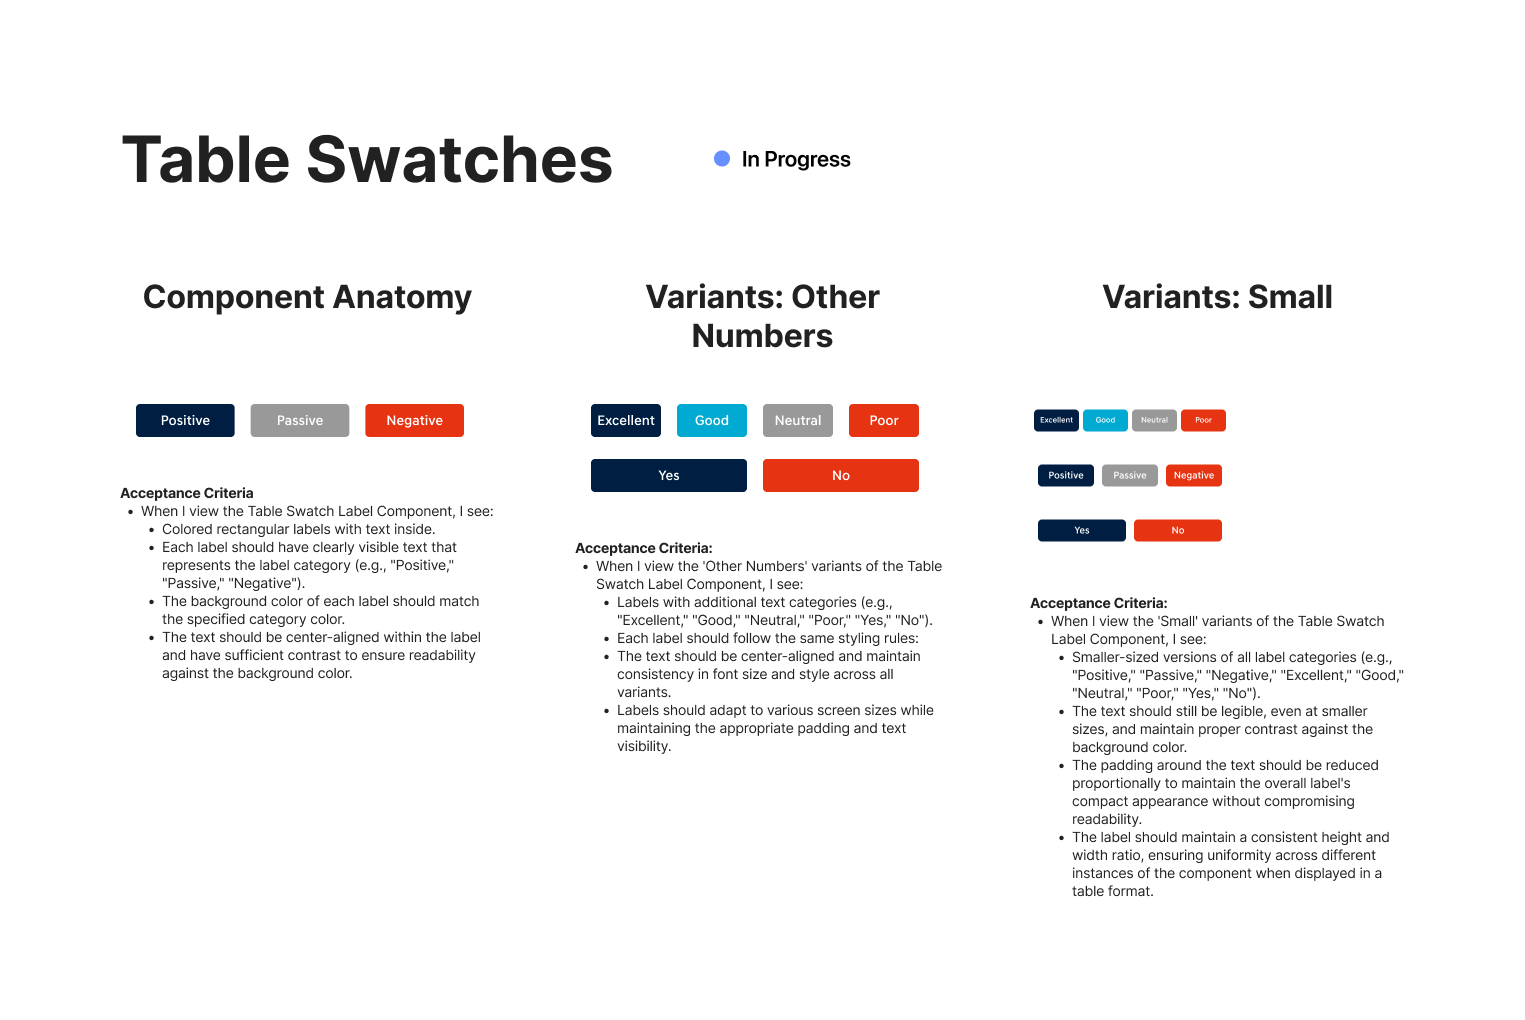 Table Swatches
In Progress
Component Anatomy
Positive
Passive
Negative
Acceptance Criteria
• When I view the Table Swatch Label Component, I see:
• Colored rectangular labels with text inside.
• Each label should have clearly visible text that
represents the label category (e.g., "Positive,"
"Passive," "Negative").
• The background color of each label should match
the specified category color.
• The text should be center-aligned within the label
and have sufficient contrast to ensure readability
against the background color.
Variants: Other
Numbers
Excellent
Good
Neutral
Poor
Yes
No
Acceptance Criteria:
• When I view the 'Other Numbers' variants of the Table
Swatch Label Component, I see:
• Labels with additional text categories (e.g.,
"Excellent," "Good," "Neutral," "Poor," "Yes," "No").
• Each label should follow the same styling rules:
• The text should be center-aligned and maintain
consistency in font size and style across all
variants.
• Labels should adapt to various screen sizes while
maintaining the appropriate padding and text
visibility.
Variants: Small
Excellent
Good
Neutral
Poor
Positive
Passive
Negative
Yes
No
Acceptance Criteria:
• When I view the 'Small' variants of the Table Swatch
Label Component, I see:
• Smaller-sized versions of all label categories (e.g.,
"Positive," "Passive," "Negative," "Excellent," "Good,"
"Neutral," "Poor," "Yes," "No").
• The text should still be legible, even at smaller
sizes, and maintain proper contrast against the
background color.
• The padding around the text should be reduced
proportionally to maintain the overall label's
compact appearance without compromising
readability.
• The label should maintain a consistent height and
width ratio, ensuring uniformity across different
instances of the component when displayed in a
table format.